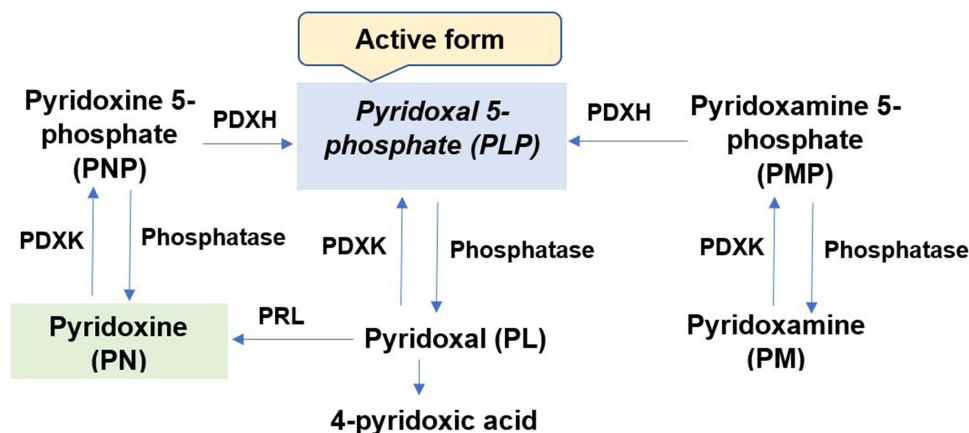 Active form
Pyridoxine 5-
phosphate
(PNP)
PDXH
Pyridoxal 5-
phosphate (PLP)
PDXH
Pyridoxamine 5-
phosphate
(PMP)
PDXK
Phosphatase
PDXK
Phosphatase
PDXK
Phosphatase
Pyridoxine
(PN)
PRL
Pyridoxal (PL)
Pyridoxamine
(PM)
4-pyridoxic acid